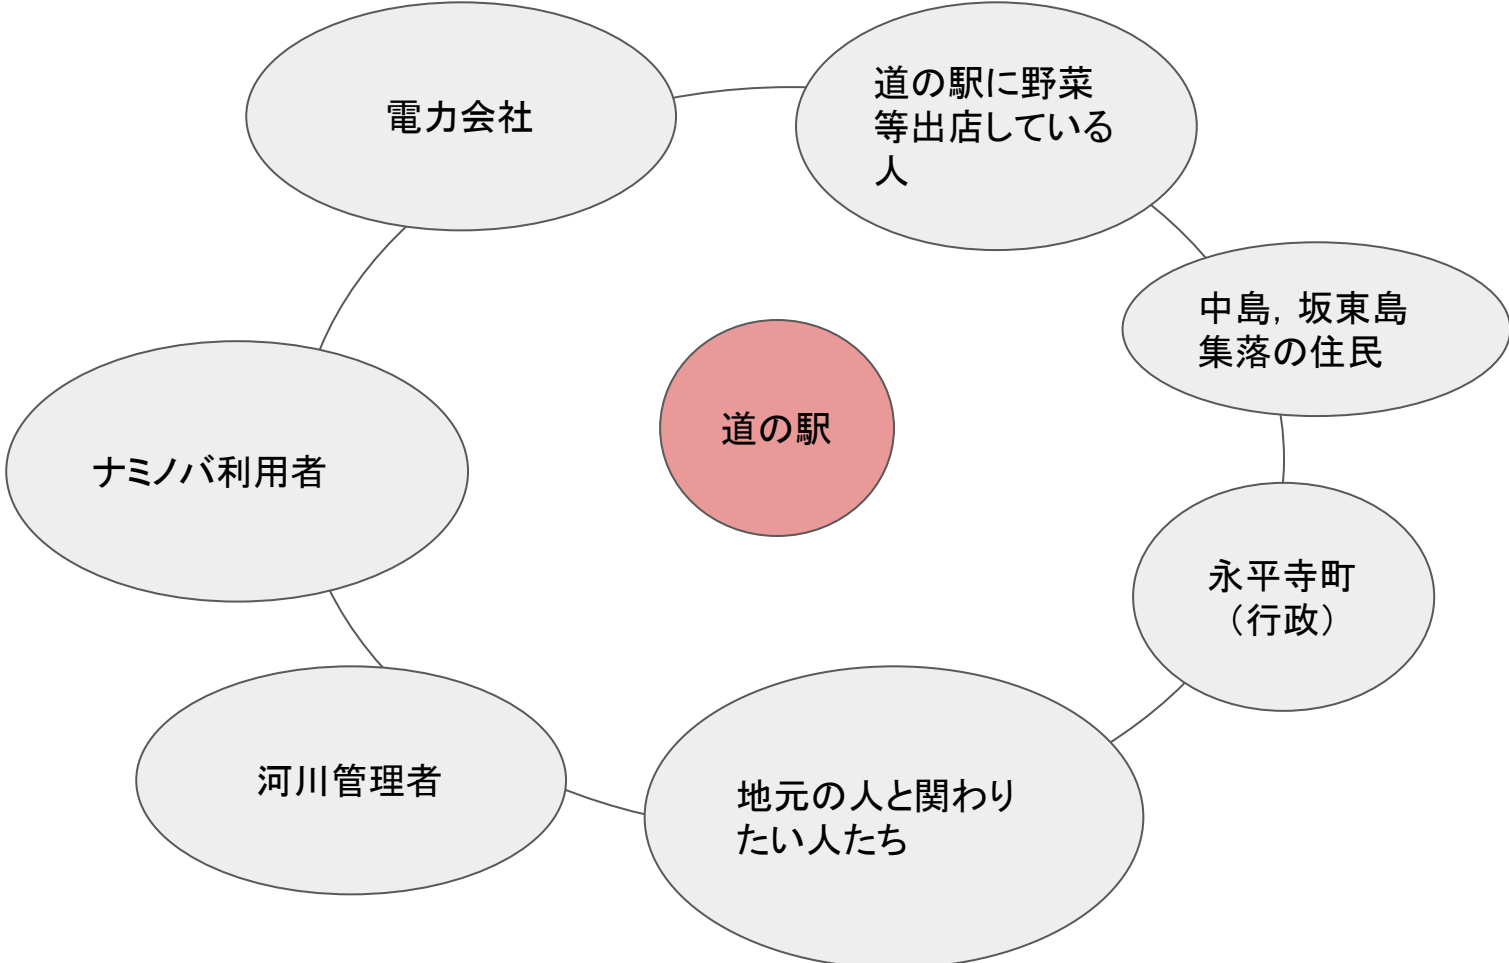 電力会社
道の駅に野菜
等出店している
人
中島，坂東島
集落の住民
道の駅
ナミノバ利用者
永平寺町
（行政）
河川管理者
地元の人と関わり
たい人たち